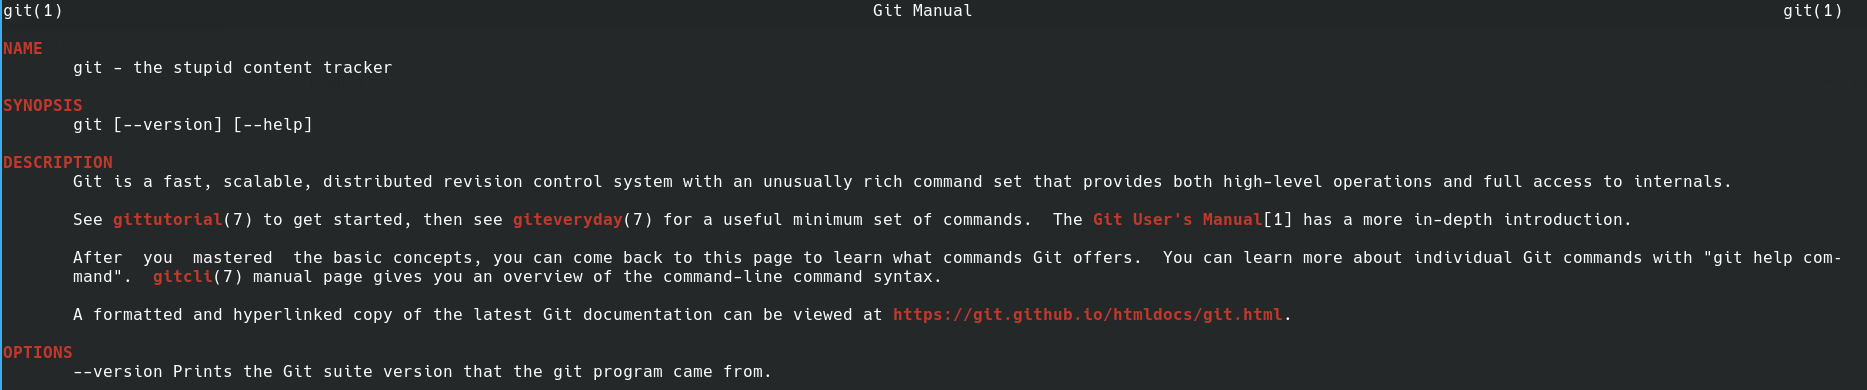 git(1) Git Manual git(1)
NAME
git - the stupid content tracker
SYNOPSIS
git [--version] [--help]
DESCRIPTION
Git is a fast, scalable, distributed revision control system with an unusually rich command set that provides both high-level operations and full access to internals.
See gittutorial(7) to get started, then see giteveryday(7) for a useful minimum set of commands.  The Git User's Manual[1] has a more in-depth introduction.
After  you  mastered  the basic concepts, you can come back to this page to learn what commands Git offers.  You can learn more about individual Git commands with "git help com-
mand".  gitcli(7) manual page gives you an overview of the command-line command syntax.
A formatted and hyperlinked copy of the latest Git documentation can be viewed at https://git.github.io/htmldocs/git.html.
OPTIONS
--version Prints the Git suite version that the git program came from.